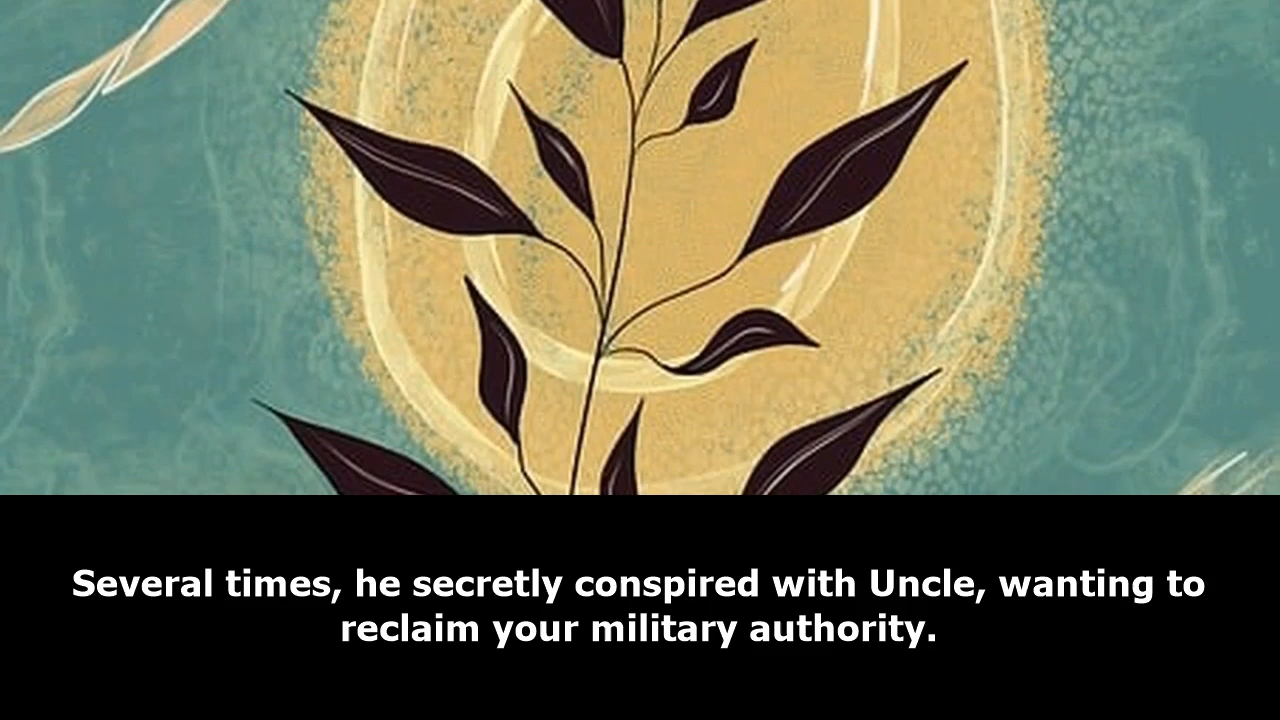 Several times, he secretly conspired with Uncle, wanting to
reclaim your military authority.